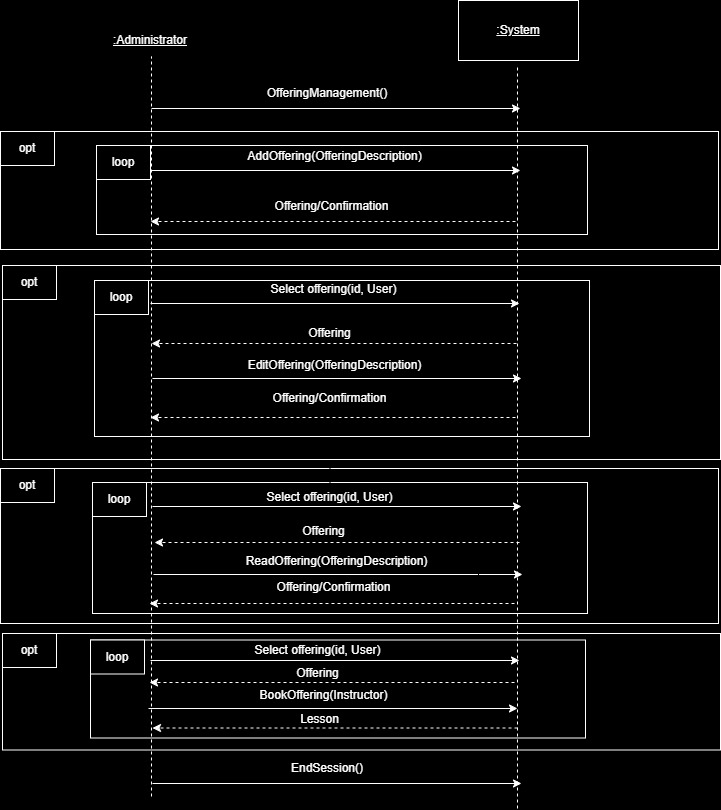 :Administrator
:System
OfferingManagement()
opt
loop
AddOffering(OfferingDescription)
Offering/Confirmation
opt
loop
Select offering(id, User)
Offering
EditOffering(OfferingDescription)
Offering/Confirmation
opt
loop
Select offering(id, User)
Offering
ReadOffering(OfferingDescription)
Offering/Confirmation
opt
loop
Select offering(id, User)
Offering
BookOffering(Instructor)
Lesson
EndSession()